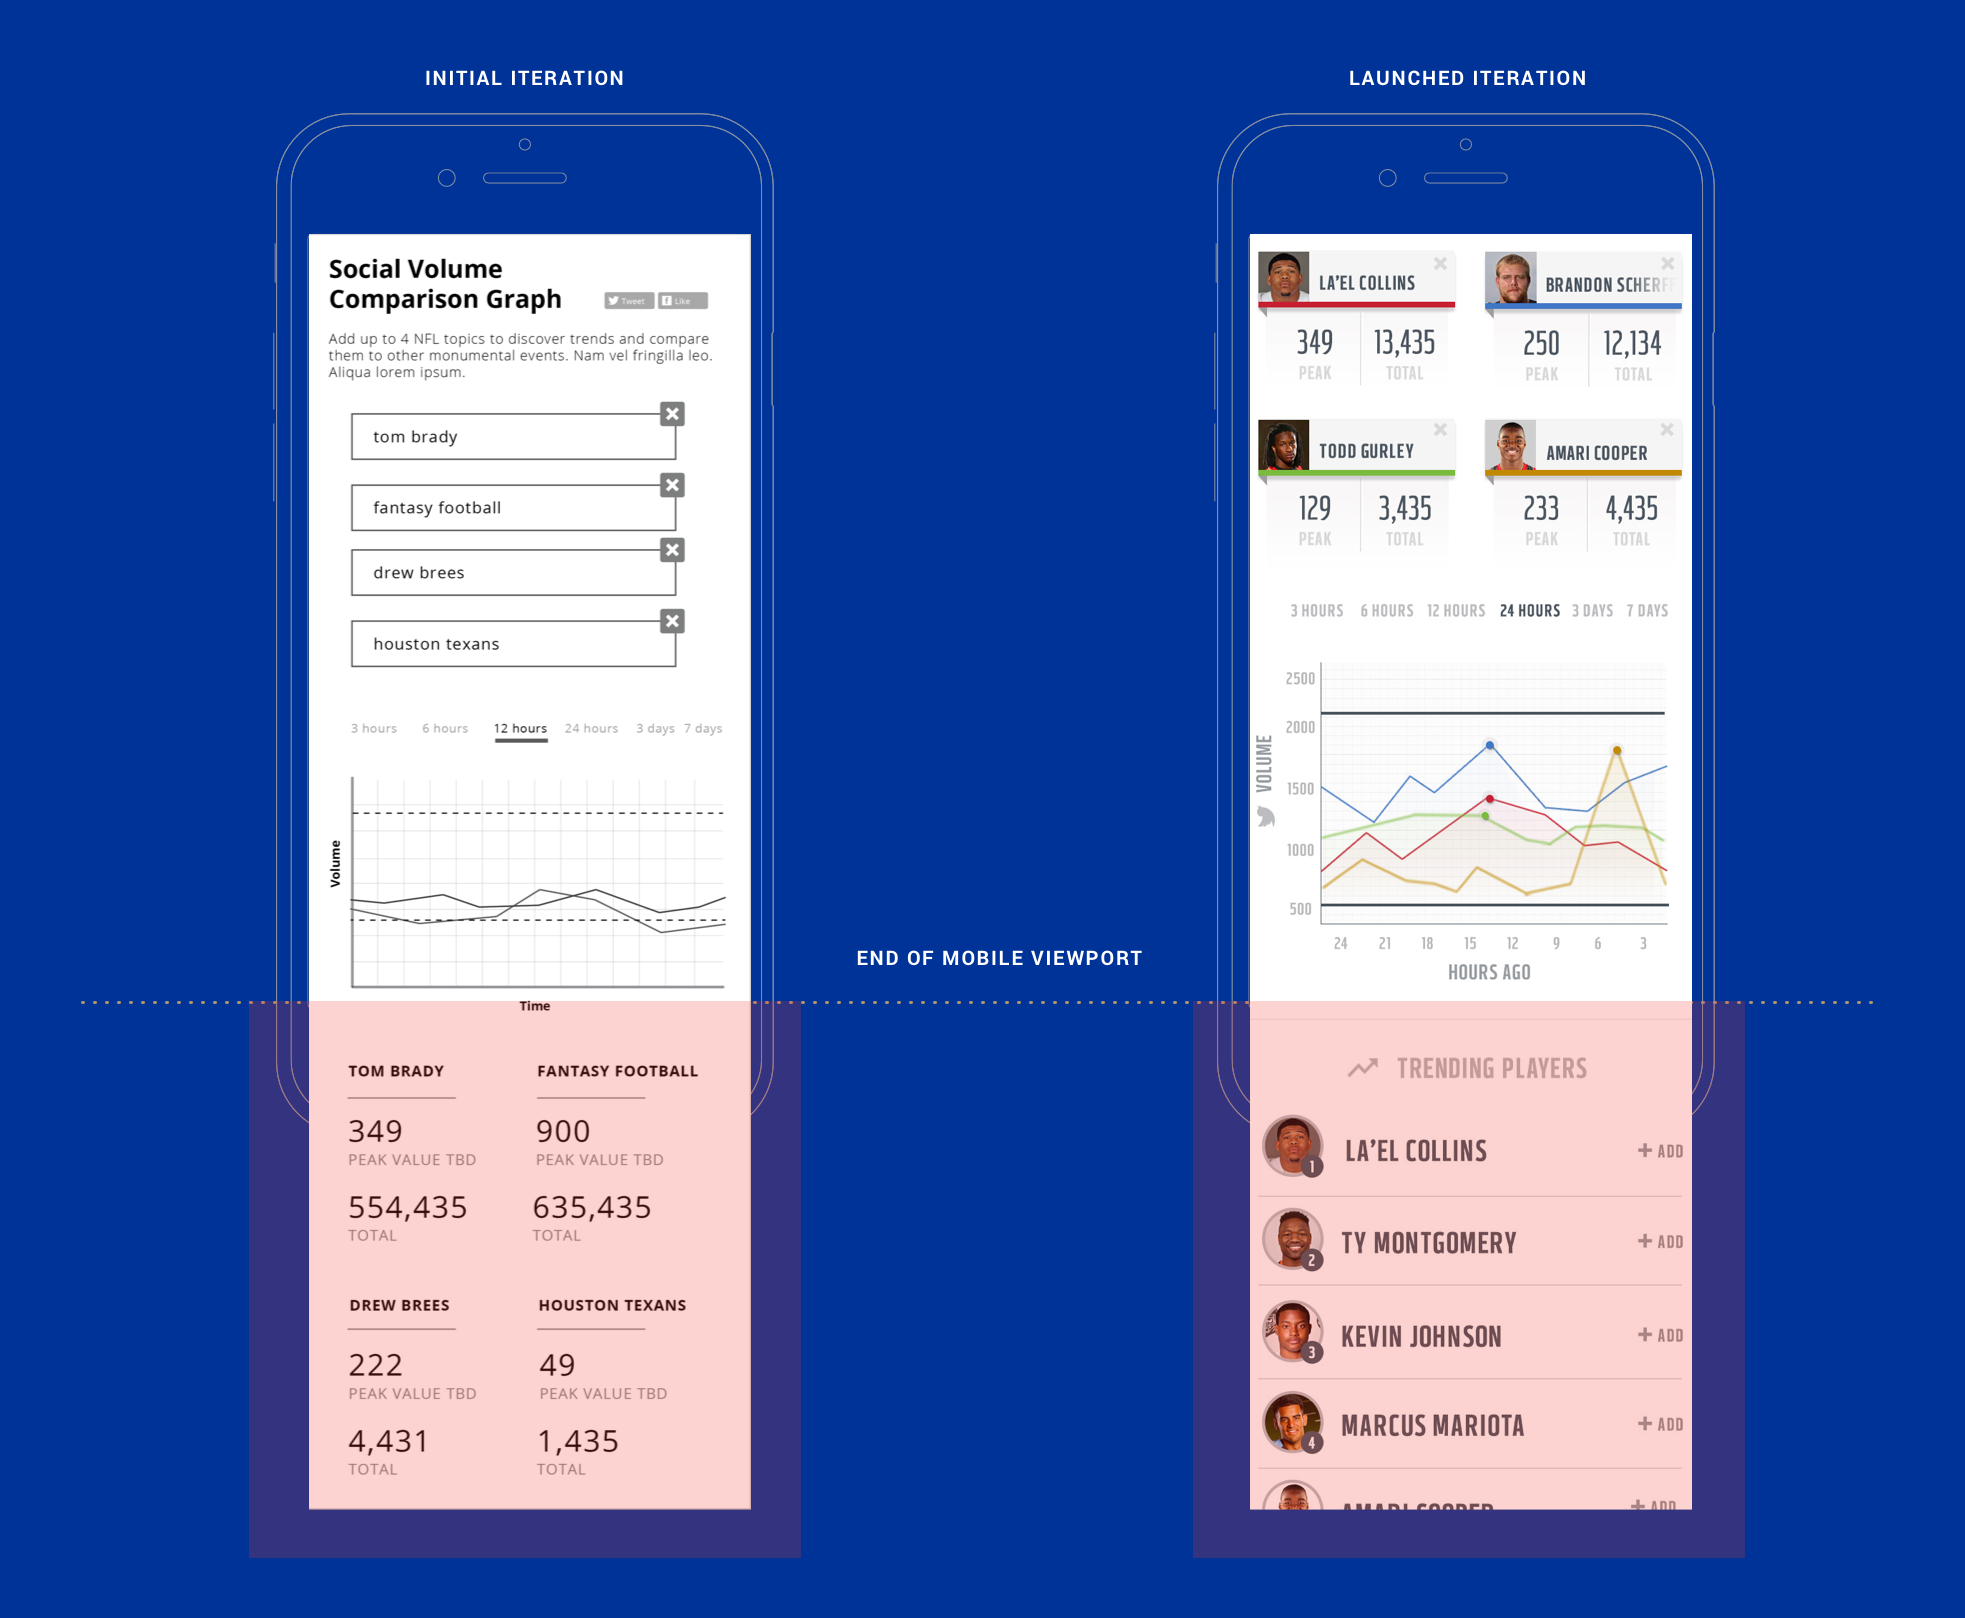 INITIAL ITERATION
LAUNCHED ITERATION
Social Volume
Comparison Graph
Tweet
Like
Add up to 4 NFL topics to discover trends and compare
them to other monumental events. Nam vel fringilla leo.
Aliqua lorem ipsum.
tom brady
fantasy football
drew brees
houston texans
3 hours 6 hours 12 hours 24 hours 3 days 7 days
Volume
Time
TOM BRADY
FANTASY FOOTBALL
349
PEAK VALUE TBD
900
PEAK VALUE TBD
554,435
TOTAL
635,435
TOTAL
DREW BREES
HOUSTON TEXANS
222
PEAK VALUE TBD
49
PEAK VALUE TBD
4,431
TOTAL
1,435
TOTAL
END OF MOBILE VIEWPORT
LA'EL COLLINS
349
PEAK
13,435
TOTAL
BRANDON SCHERFF
250
PEAK
12,134
TOTAL
TODD GURLEY
129
PEAK
3,435
TOTAL
AMARI COOPER
233
PEAK
4,435
TOTAL
3 HOURS 6 HOURS 12 HOURS 24 HOURS 3 DAYS 7 DAYS
VOLUME
2500
2000
1500
1000
500
24 21 18 15 12 9 6 3
HOURS AGO
TRENDING PLAYERS
1
LA'EL COLLINS
+ ADD
2
TY MONTGOMERY
+ ADD
3
KEVIN JOHNSON
+ ADD
4
MARCUS MARIOTA
+ ADD
AMARI COOPER
+ ADD